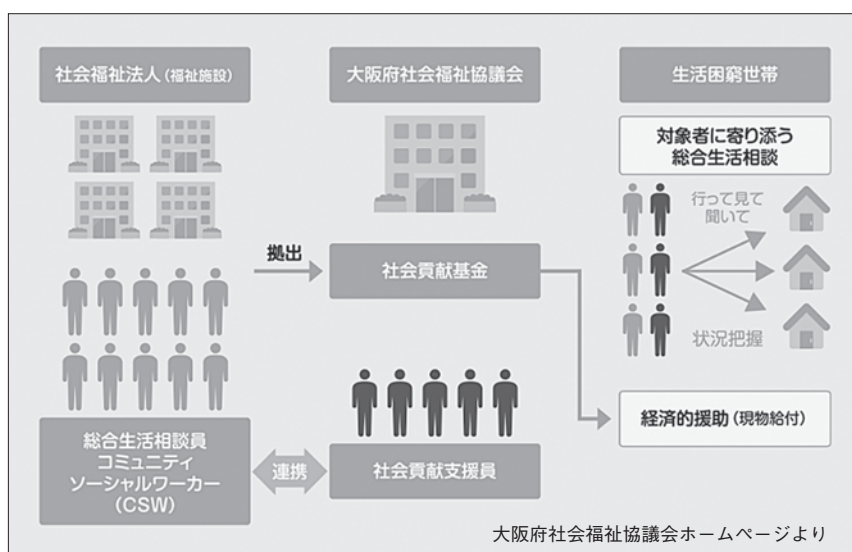 社会福祉法人(福祉施設)
大阪府社会福祉協議会
生活困窮世帯
対象者に寄り添う
総合生活相談
行って見て
聞いて
拠出
社会貢献基金
状況把握
経済的援助(現物給付)
総合生活相談員
コミュニティ
ソーシャルワーカー
(CSW)
連携
社会貢献支援員
大阪府社会福祉協議会ホームページより